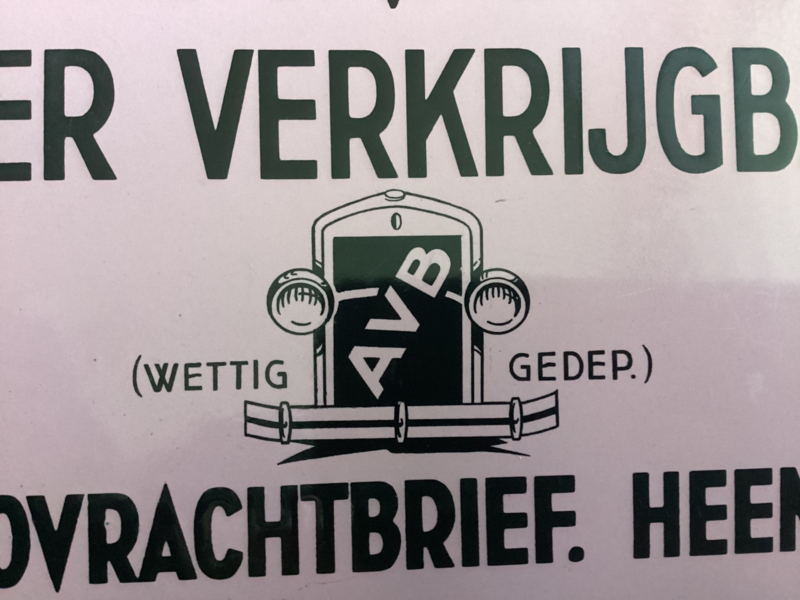 ER VERKRIJGB
AVB
(WETTIG GEDEP.)
OVRACHTBRIEF. HEEN